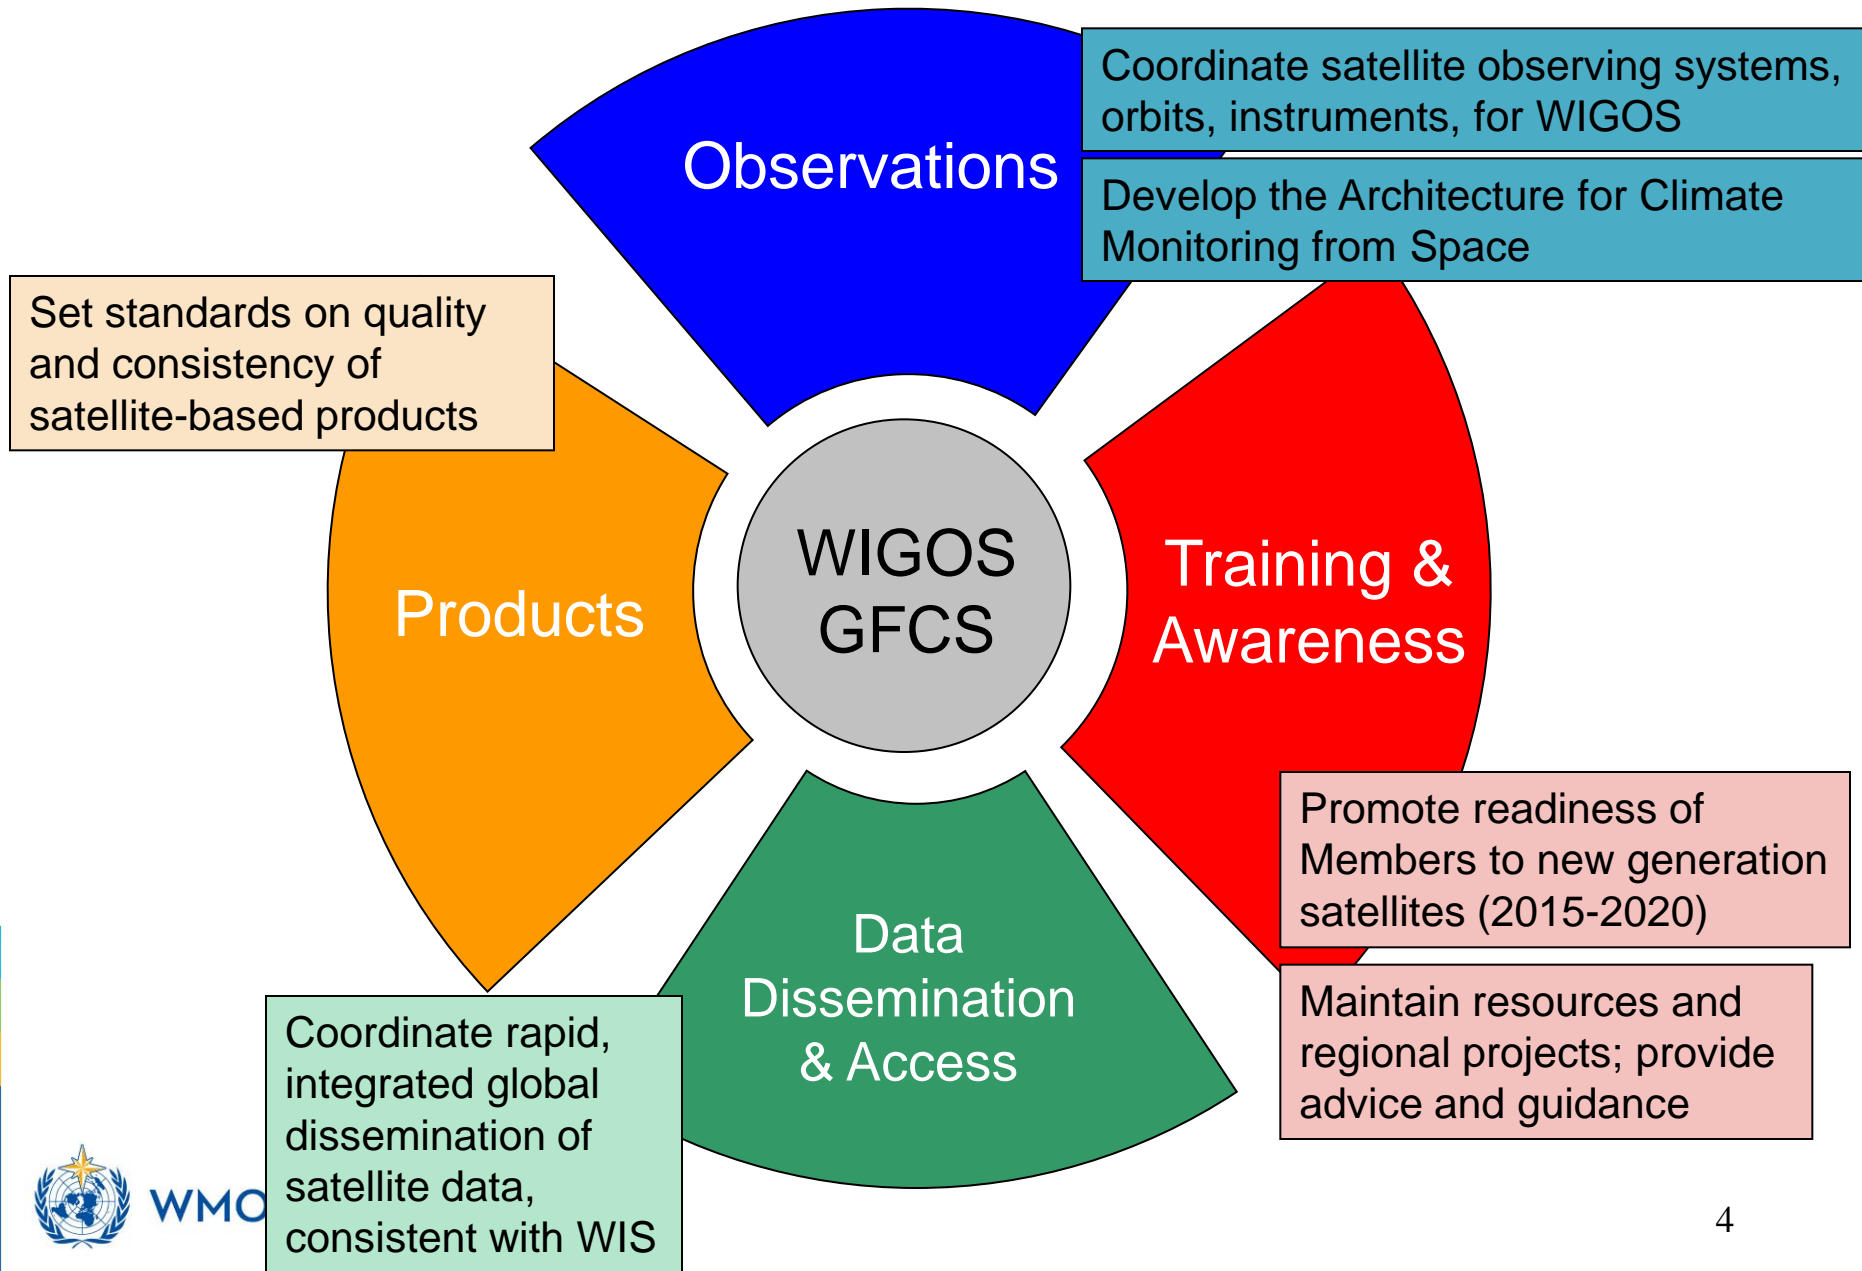 Observations
Coordinate satellite observing systems,
orbits, instruments, for WIGOS
Develop the Architecture for Climate
Monitoring from Space
Set standards on quality
and consistency of
satellite-based products
WIGOS
GFCS
Training &
Awareness
Products
Promote readiness of
Members to new generation
satellites (2015-2020)
Data
Dissemination
& Access
Maintain resources and
regional projects; provide
advice and guidance
Coordinate rapid,
integrated global
dissemination of
satellite data,
consistent with WIS
WMO
4